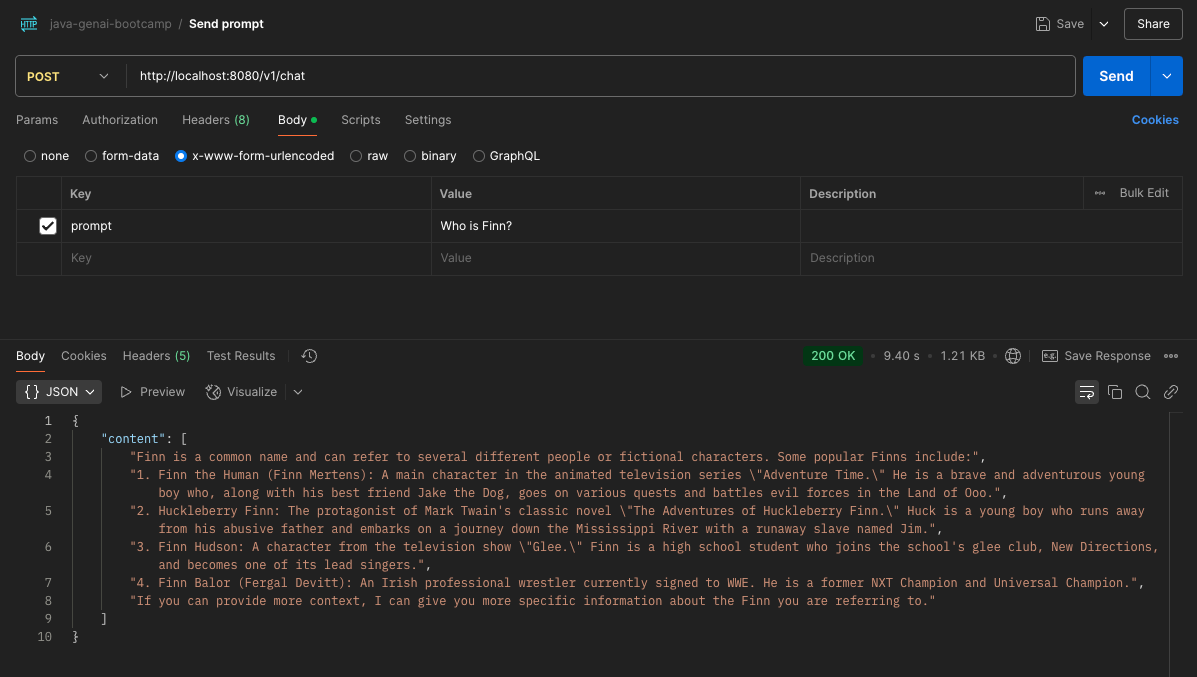 HTTP java-genai-bootcamp / Send prompt Save Share
POST http://localhost:8080/v1/chat Send
Params Authorization Headers (8) Body Scripts Settings Cookies
none form-data x-www-form-urlencoded raw binary GraphQL
Key Value Description Bulk Edit
prompt Who is Finn?
Key Value Description
Body Cookies Headers (5) Test Results 200 OK • 9.40 s • 1.21 KB • e.g. Save Response
{} JSON Preview Visualize
1 {
2 "content": [
3 "Finn is a common name and can refer to several different people or fictional characters. Some popular Finns include:",
4 "1. Finn the Human (Finn Mertens): A main character in the animated television series \"Adventure Time.\" He is a brave and adventurous young
boy who, along with his best friend Jake the Dog, goes on various quests and battles evil forces in the Land of Ooo.",
5 "2. Huckleberry Finn: The protagonist of Mark Twain's classic novel \"The Adventures of Huckleberry Finn.\" Huck is a young boy who runs away
from his abusive father and embarks on a journey down the Mississippi River with a runaway slave named Jim.",
6 "3. Finn Hudson: A character from the television show \"Glee.\" Finn is a high school student who joins the school's glee club, New Directions,
and becomes one of its lead singers.",
7 "4. Finn Balor (Fergal Devitt): An Irish professional wrestler currently signed to WWE. He is a former NXT Champion and Universal Champion.",
8 "If you can provide more context, I can give you more specific information about the Finn you are referring to."
9 ]
10 }